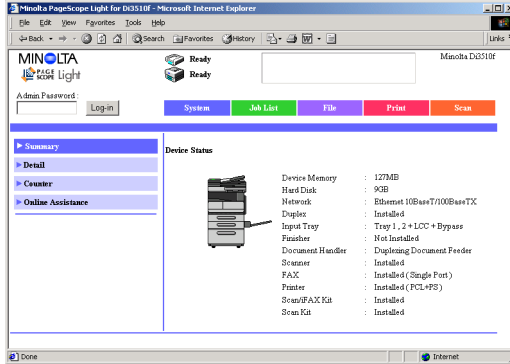 Minolta PageScope Light for Di3510f - Microsoft Internet Explorer
File Edit View Favorites Tools Help
Back Search Favorites History Links
MINOLTA
PAGE SCOPE Light
Ready
Ready
Minolta Di3510f
Admin Password :
Log-in
System Job List File Print Scan
Summary
Detail
Counter
Online Assistance
Device Status
Device Memory : 127MB
Hard Disk : 9GB
Network : Ethernet 10BaseT/100BaseTX
Duplex : Installed
Input Tray : Tray 1 , 2 + LCC + Bypass
Finisher : Not Installed
Document Handler : Duplexing Document Feeder
Scanner : Installed
FAX : Installed ( Single Port )
Printer : Installed ( PCL+PS )
Scan/iFAX Kit : Installed
Scan Kit : Installed
Done Internet